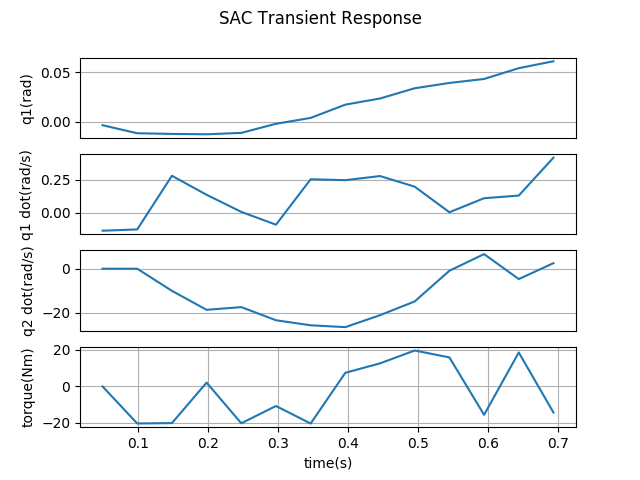 SAC Transient Response
q1(rad)
0.05
0.00
q1 dot(rad/s)
0.25
0.00
q2 dot(rad/s)
0
−20
torque(Nm)
20
0
−20
0.1 0.2 0.3 0.4 0.5 0.6 0.7
time(s)